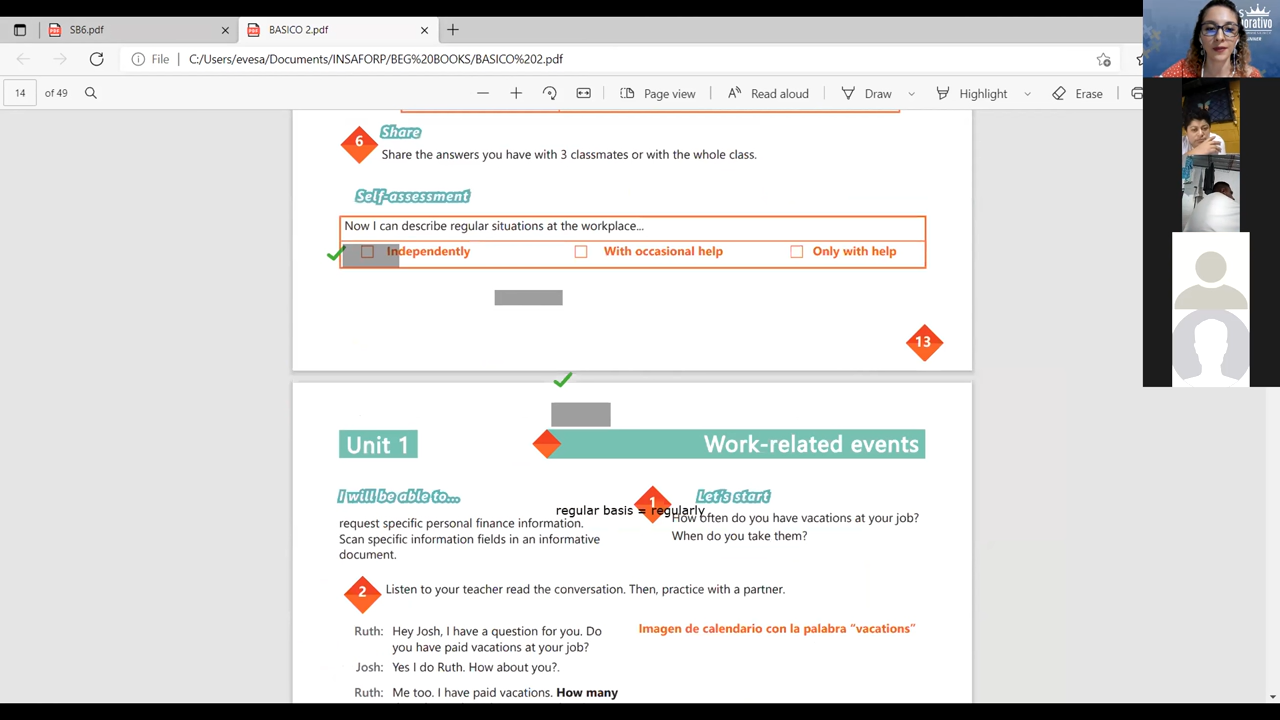 SB6.pdf
BASICO 2.pdf
File
C:/Users/evesa/Documents/INSAFORP/BEG%20BOOKS/BASICO%202.pdf
14
of 49
Page view
Read aloud
Draw
Highlight
Erase
6
Share
Share the answers you have with 3 classmates or with the whole class.
Self-assessment
Now I can describe regular situations at the workplace...
Independently
With occasional help
Only with help
13
Unit 1
Work-related events
I will be able to...
request specific personal finance information.
Scan specific information fields in an informative
document.
regular basis = regularly
1
Let's start
How often do you have vacations at your job?
When do you take them?
2
Listen to your teacher read the conversation. Then, practice with a partner.
Ruth: Hey Josh, I have a question for you. Do
you have paid vacations at your job?
Josh: Yes I do Ruth. How about you?.
Ruth: Me too. I have paid vacations. How many
Imagen de calendario con la palabra "vacations"